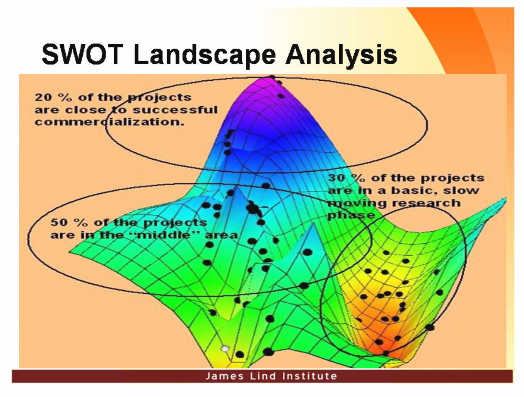 SWOT Landscape Analysis
20 % of the projects
are close to successful
commercialization.
30 % of the projects
are in a basic, slow
moving research
phase
50 % of the projects
are in the "middle" area
James Lind Institute